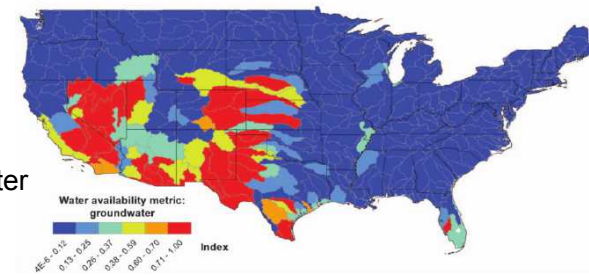 ter
Water availability metric:
groundwater
4E-6 - 0.12
0.13 - 0.25
0.26 - 0.37
0.38 - 0.59
0.60 - 0.70
0.71 - 1.00
Index